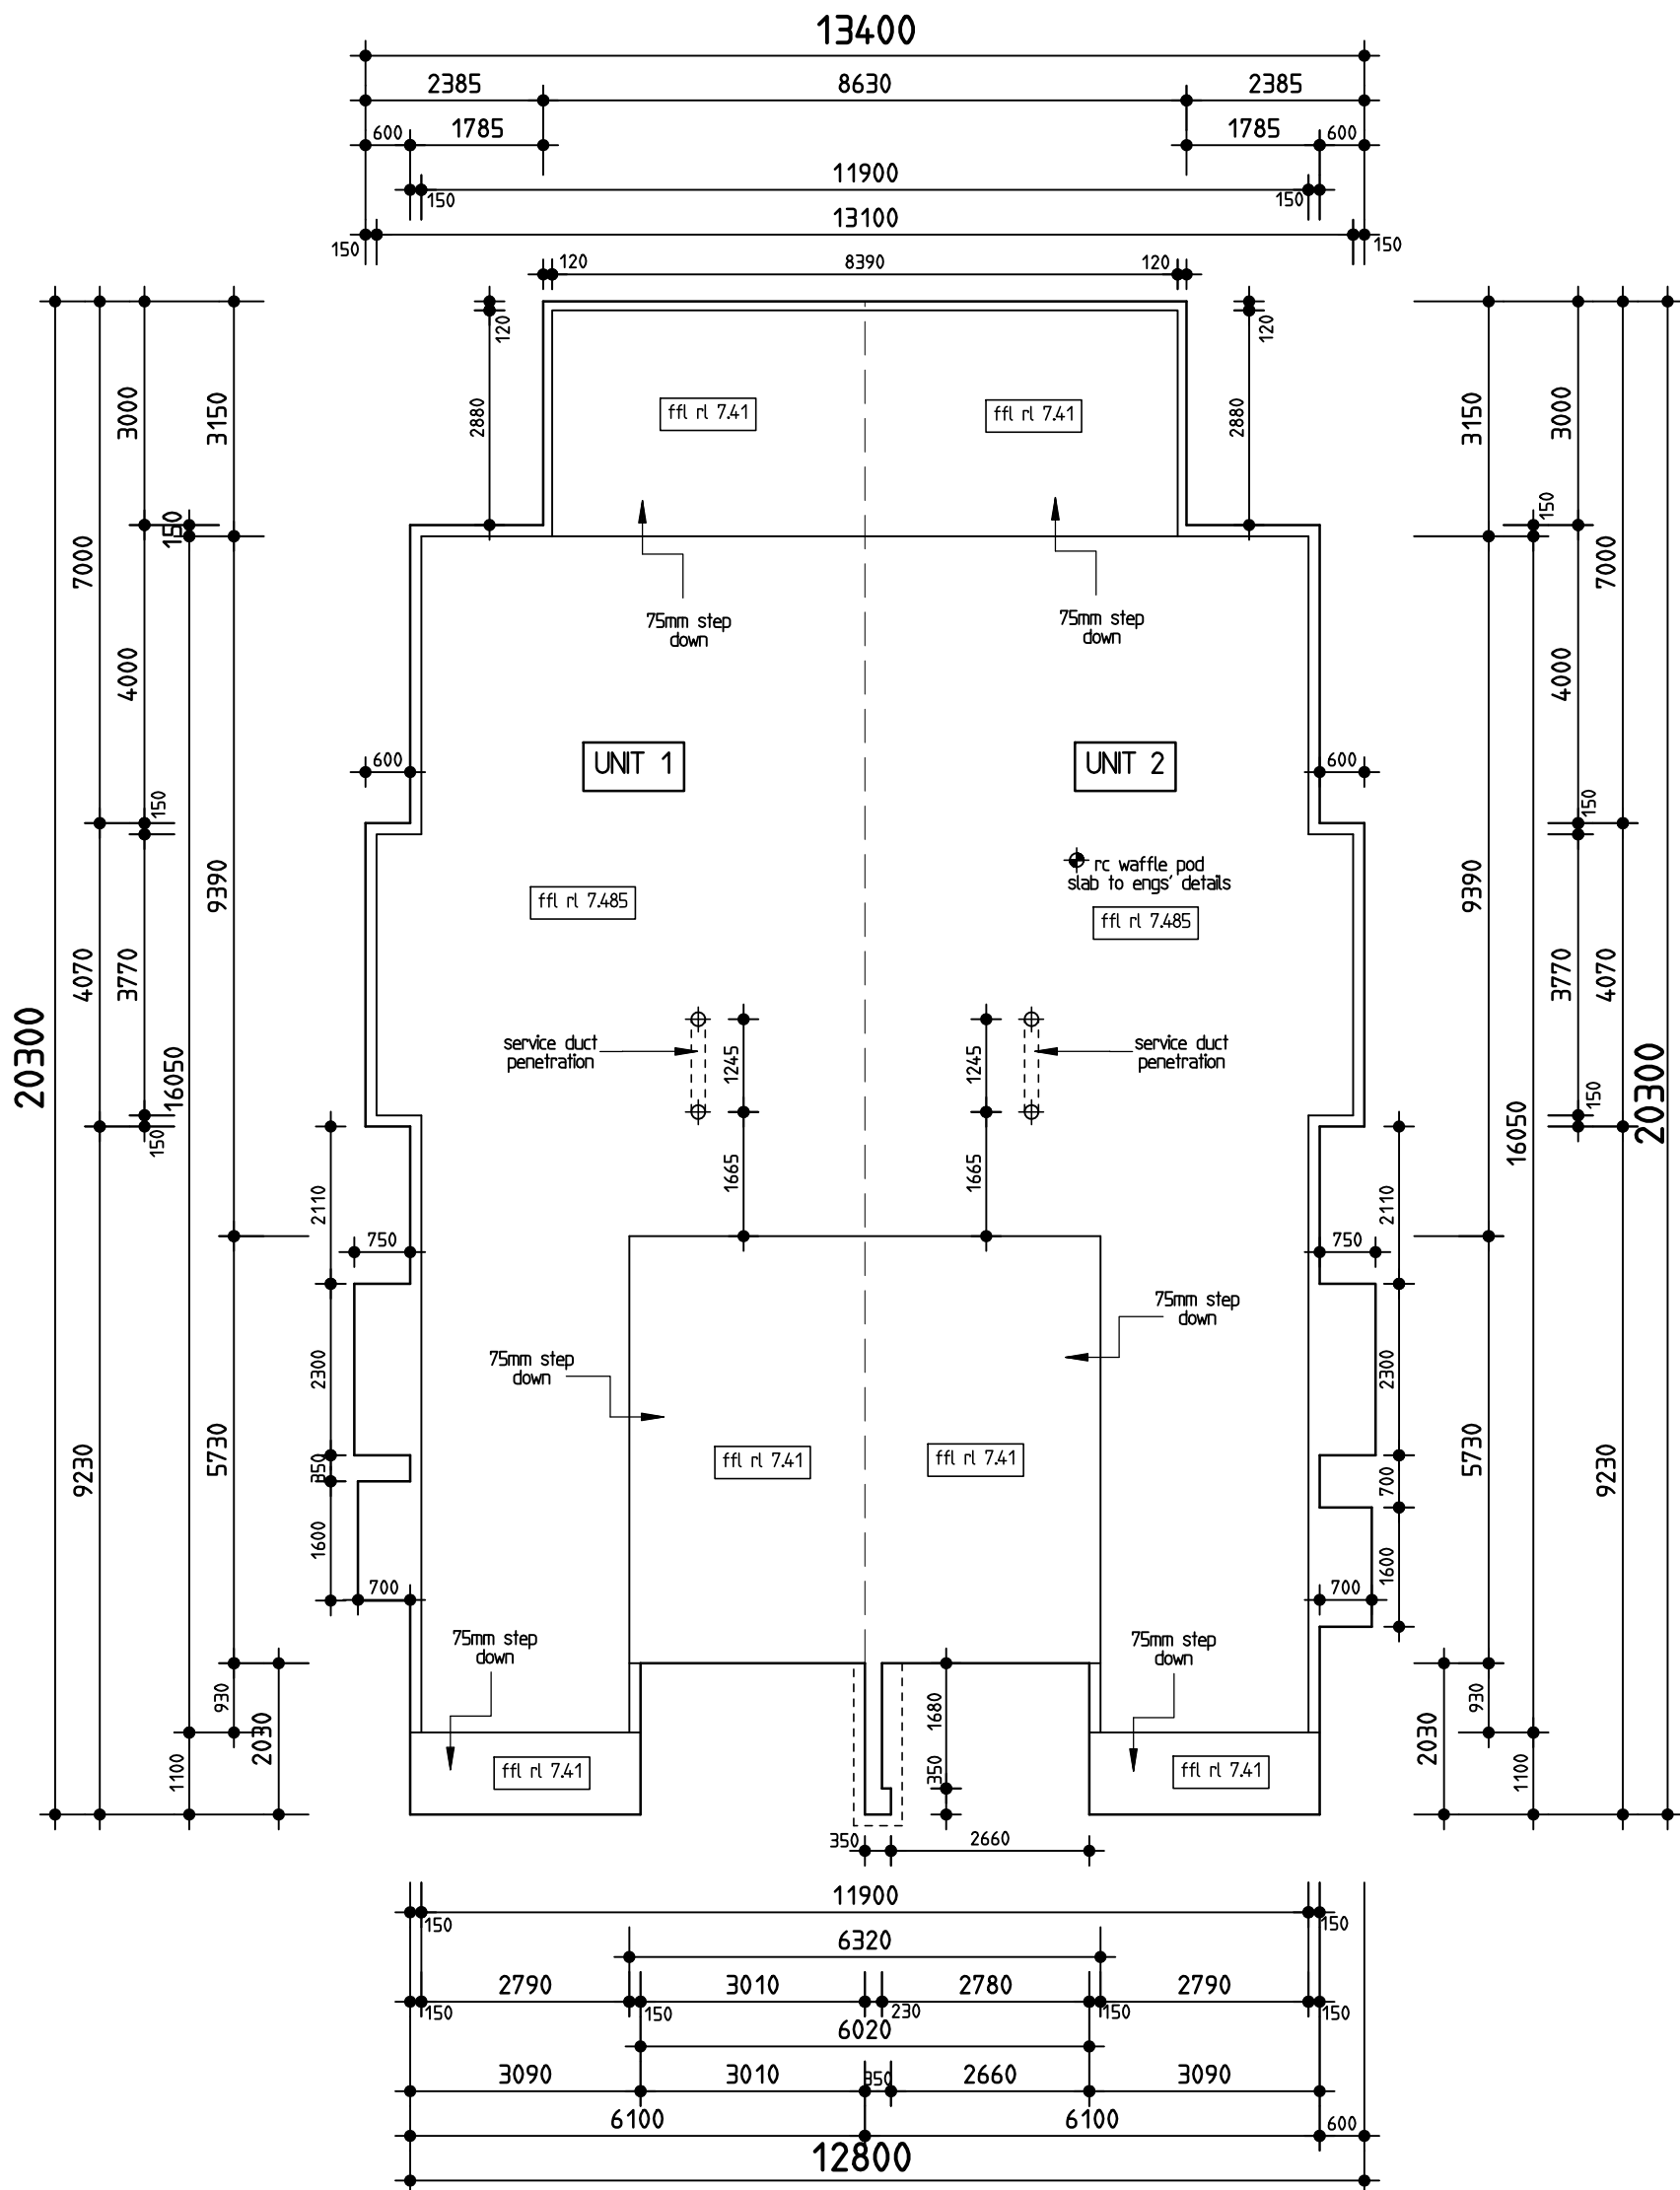 13400
2385 8630 2385
600 1785 1785 600
11900
150 150
13100
150 150
120 8390 120
120 120
3000 3150 2880 2880 3150 3000
ffl rl 7.41 ffl rl 7.41
150 150
7000 7000
75mm step
down
75mm step
down
4000 4000
600 600
UNIT 1 UNIT 2
150 150
rc waffle pod
slab to engs' details
ffl rl 7.485 ffl rl 7.485
9390 9390
4070 3770 3770 4070
20300 20300
16050 16050
service duct
penetration
service duct
penetration
1245 1245
150 150
1665 1665
2110 2110
750 750
75mm step
down
75mm step
down
2300 2300
ffl rl 7.41 ffl rl 7.41
9230 5730 350 700 5730 9230
1600 1600
700 700
75mm step
down
75mm step
down
930 1680 930
2030 2030
1100 350 1100
ffl rl 7.41 ffl rl 7.41
350 2660
11900
150 150
6320
2790 3010 2780 2790
150 150 230 150 150
6020
3090 3010 350 2660 3090
6100 6100 600
12800